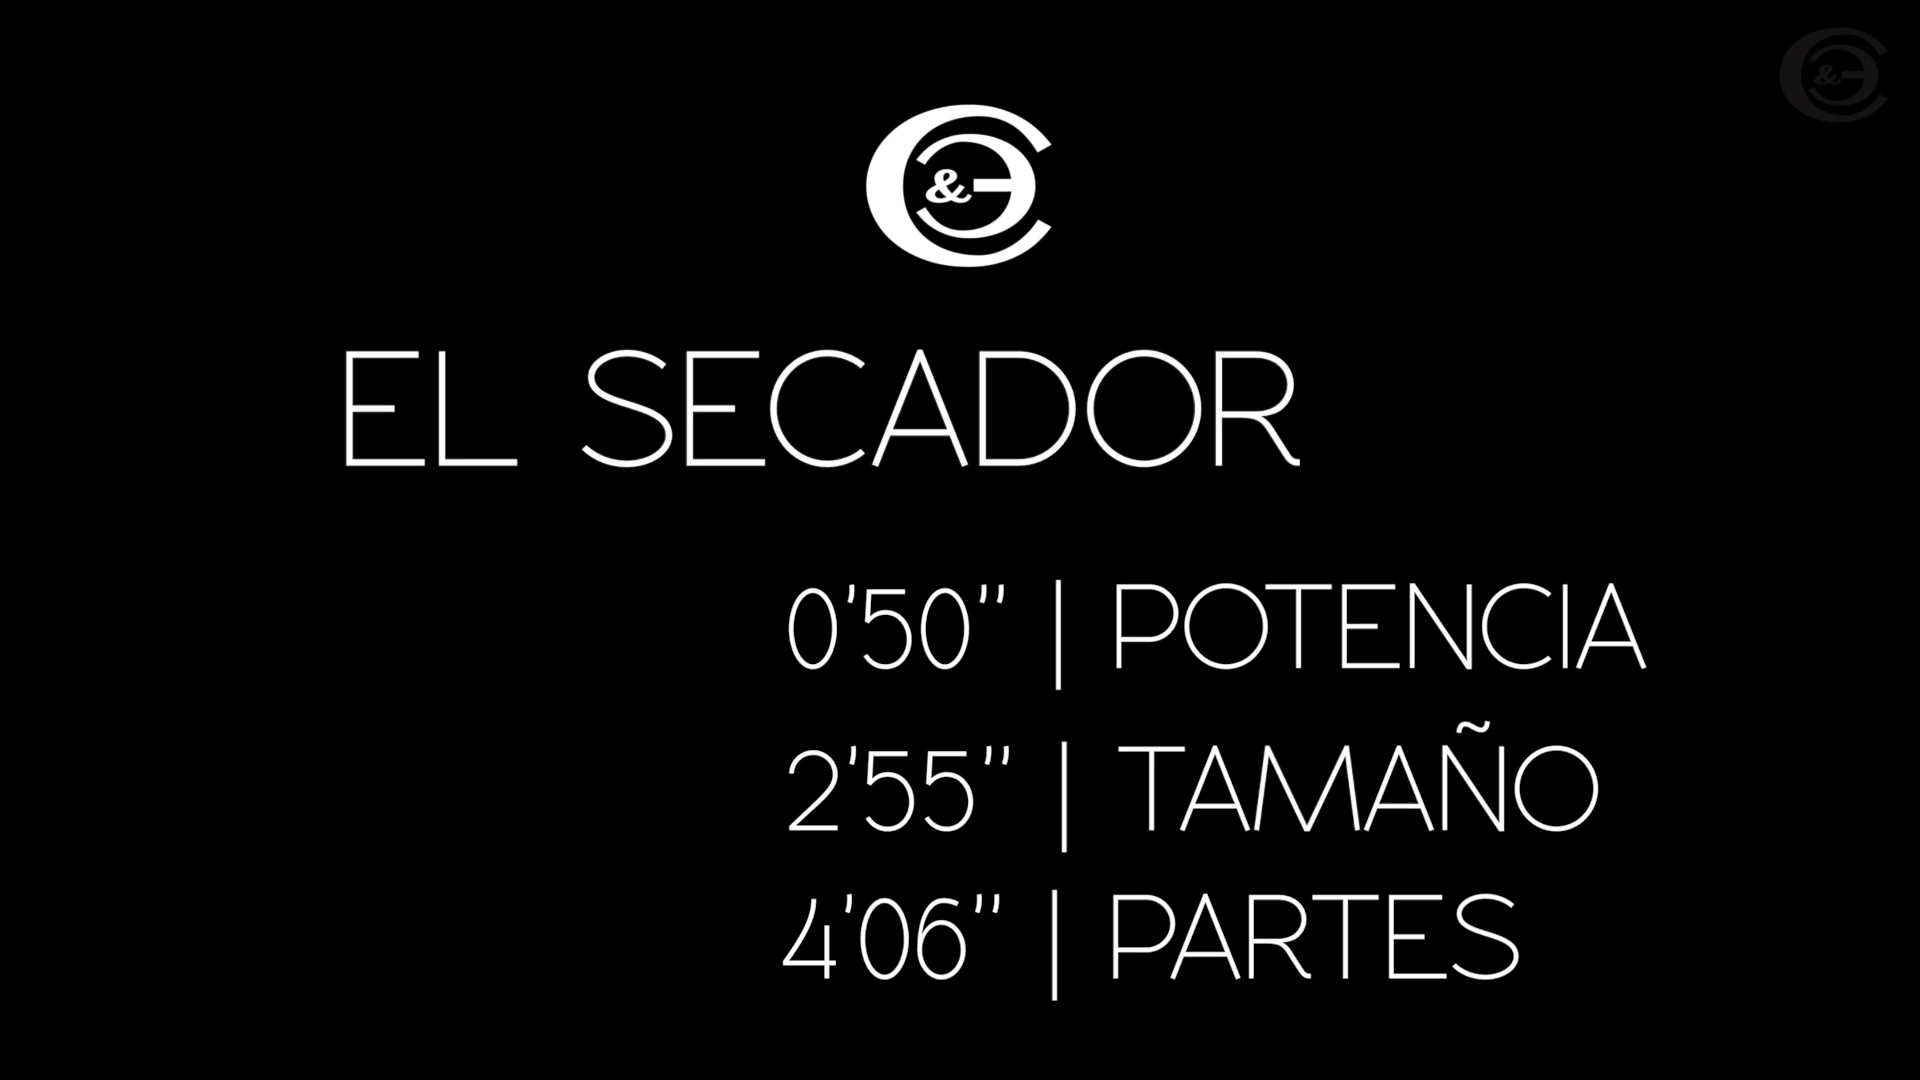 C&E
EL SECADOR
0'50" | POTENCIA
2'55" | TAMAÑO
4'06" | PARTES